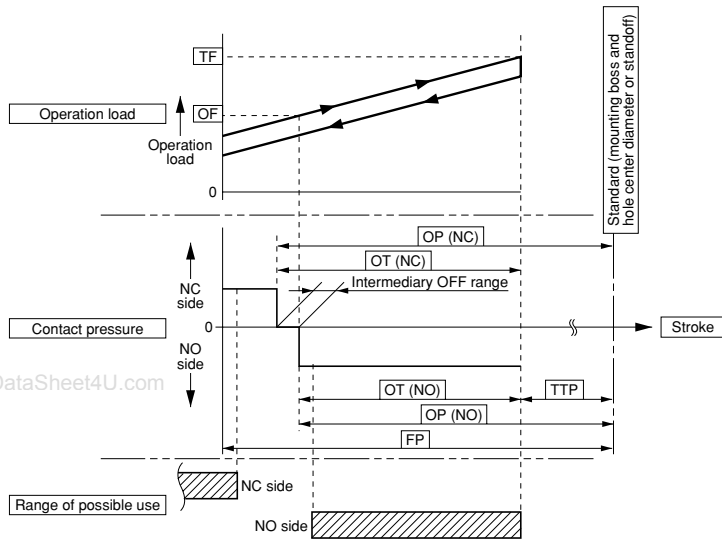 TF
Operation load
OF
Operation
load
0
Standard (mounting boss and
hole center diameter or standoff)
OP (NC)
OT (NC)
NC
side
Intermediary OFF range
Contact pressure
0
Stroke
NO
side
DataSheet4U.com
OT (NO)
TTP
OP (NO)
FP
NC side
Range of possible use
NO side